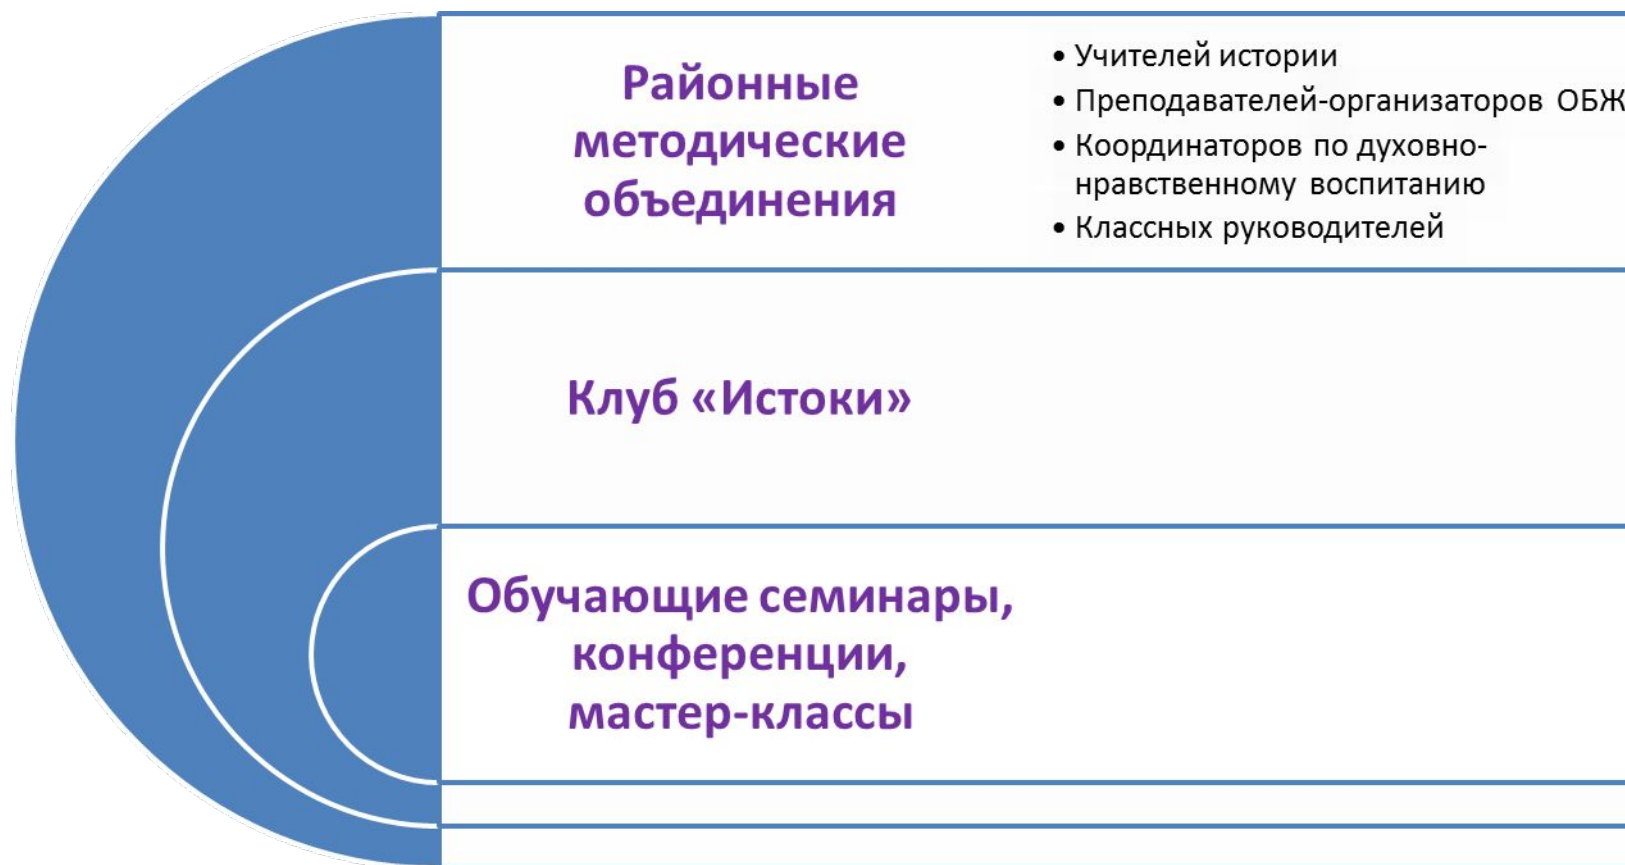 Районные
методические
объединения
• Учителей истории
• Преподавателей-организаторов ОБЖ
• Координаторов по духовно-
нравственному воспитанию
• Классных руководителей
Клуб «Истоки»
Обучающие семинары,
конференции,
мастер-классы